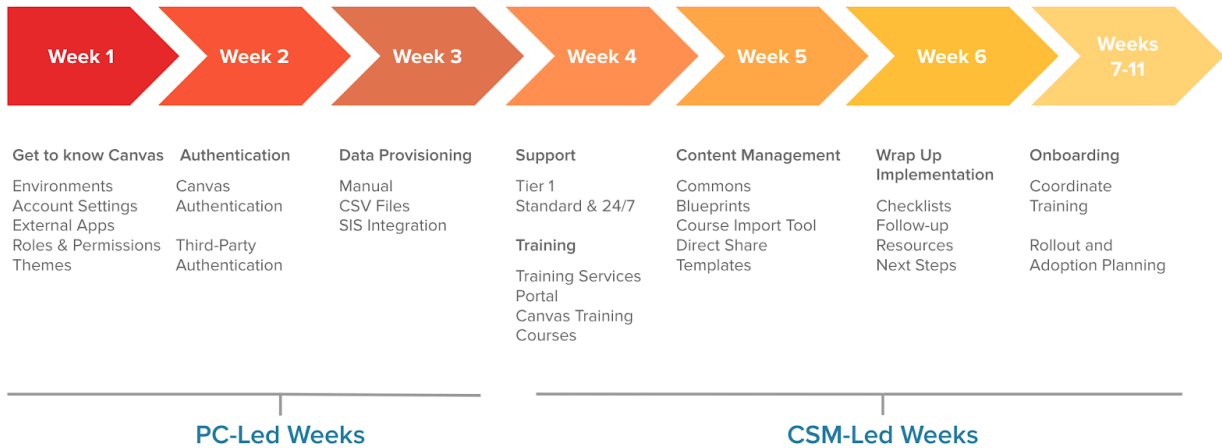 Week 1
Week 2
Week 3
Week 4
Week 5
Week 6
Weeks
7-11
Get to know Canvas
Environments
Account Settings
External Apps
Roles & Permissions
Themes
Authentication
Canvas
Authentication
Third-Party
Authentication
Data Provisioning
Manual
CSV Files
SIS Integration
Support
Tier 1
Standard & 24/7
Training
Training Services
Portal
Canvas Training
Courses
Content Management
Commons
Blueprints
Course Import Tool
Direct Share
Templates
Wrap Up
Implementation
Checklists
Follow-up
Resources
Next Steps
Onboarding
Coordinate
Training
Rollout and
Adoption Planning
PC-Led Weeks
CSM-Led Weeks